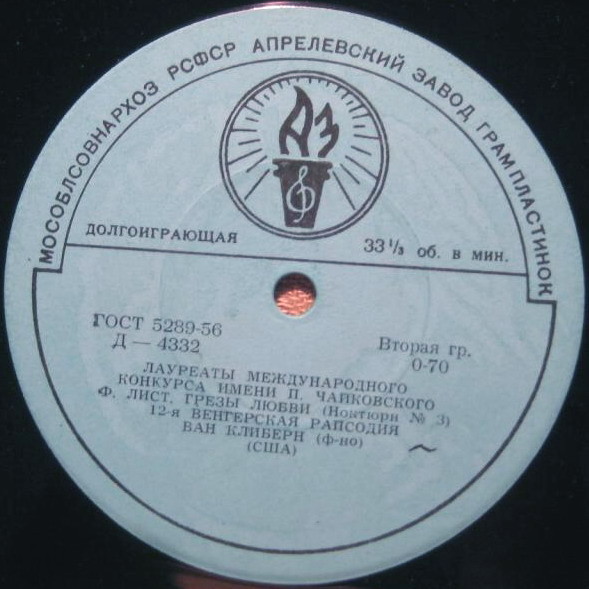 МОСОБЛСОВНАРХОЗ РСФСР АПРЕЛЕВСКИЙ ЗАВОД ГРАМПЛАСТИНОК
АЗ
ДОЛГОИГРАЮЩАЯ 33⅓ об. в мин.
ГОСТ 5289-56
Д — 4332
Вторая гр.
0-70
ЛАУРЕАТЫ МЕЖДУНАРОДНОГО
КОНКУРСА ИМЕНИ П. ЧАЙКОВСКОГО
Ф. ЛИСТ. ГРЕЗЫ ЛЮБВИ (Ноктюрн № 3)
12-я ВЕНГЕРСКАЯ РАПСОДИЯ
ВАН КЛИБЕРН (ф-но)
(США)